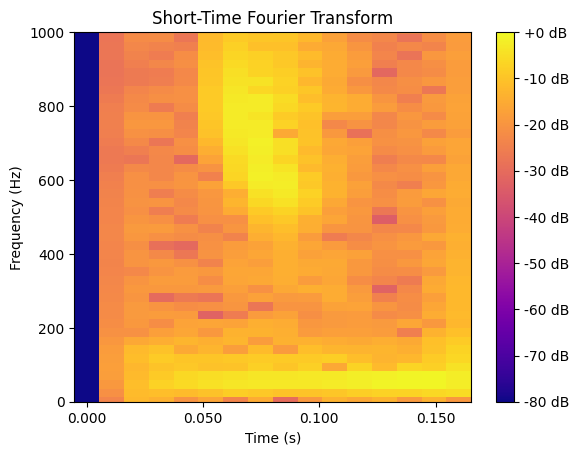 Short-Time Fourier Transform
1000
800
600
400
200
0
Frequency (Hz)
0.000
0.050
0.100
0.150
Time (s)
+0 dB
-10 dB
-20 dB
-30 dB
-40 dB
-50 dB
-60 dB
-70 dB
-80 dB